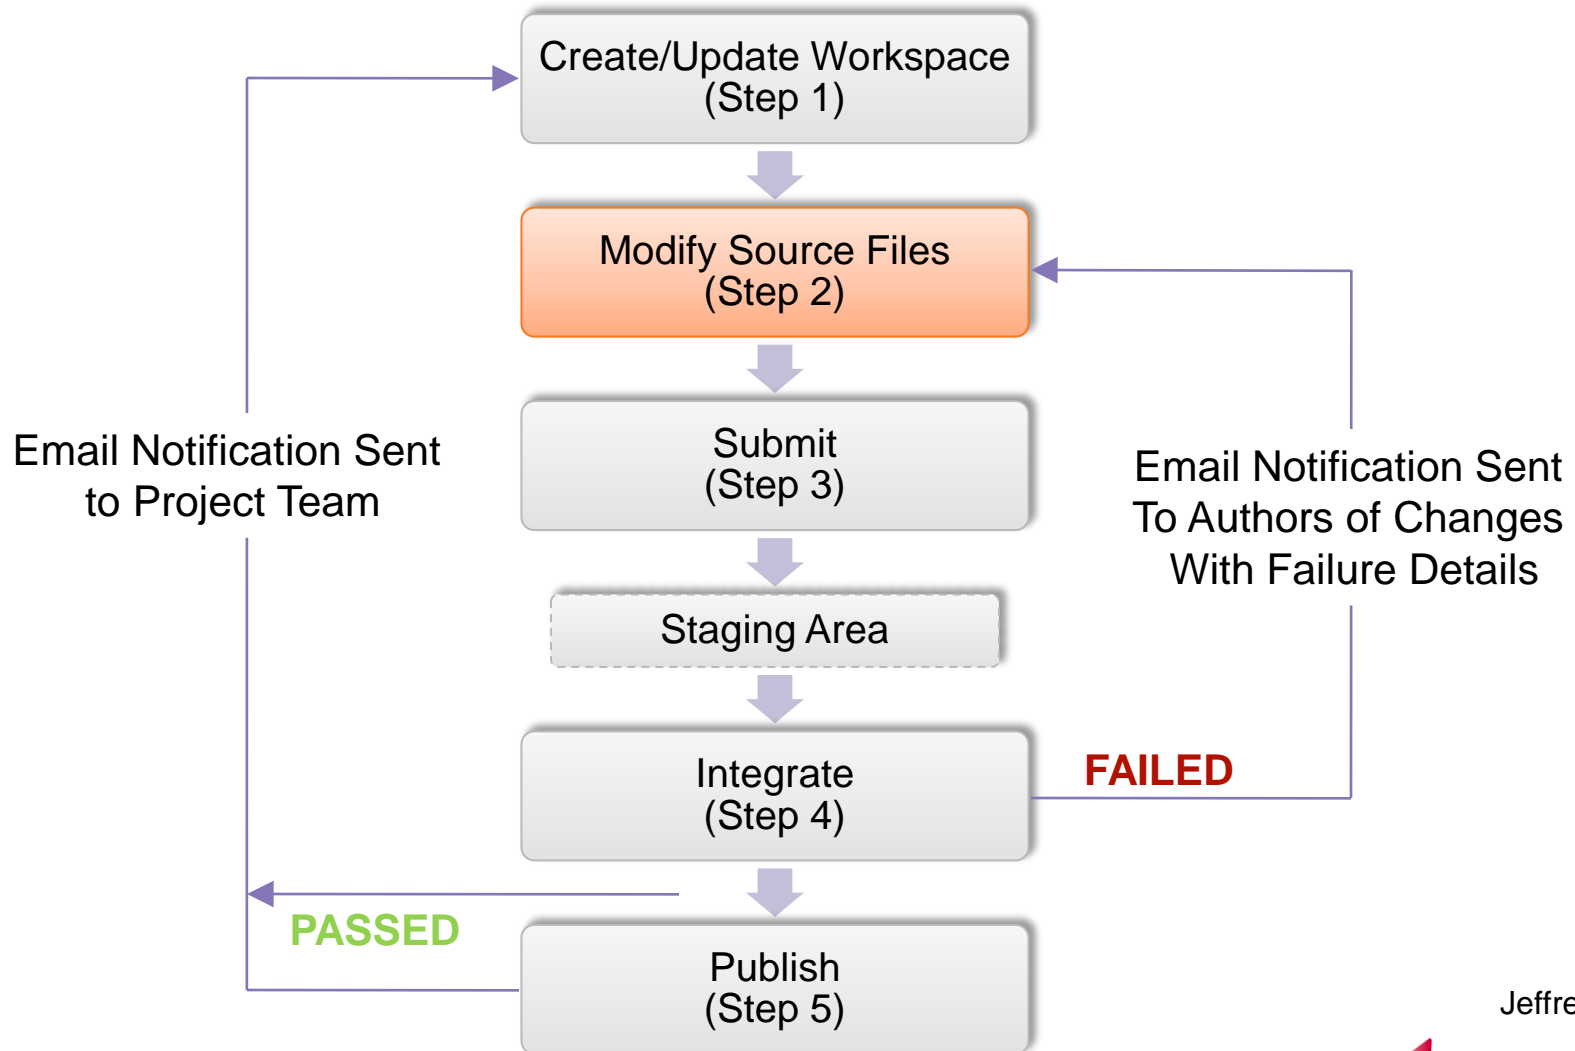 Create/Update Workspace
(Step 1)
Modify Source Files
(Step 2)
Submit
(Step 3)
Email Notification Sent
to Project Team
Email Notification Sent
To Authors of Changes
With Failure Details
Staging Area
Integrate
(Step 4)
FAILED
PASSED
Publish
(Step 5)